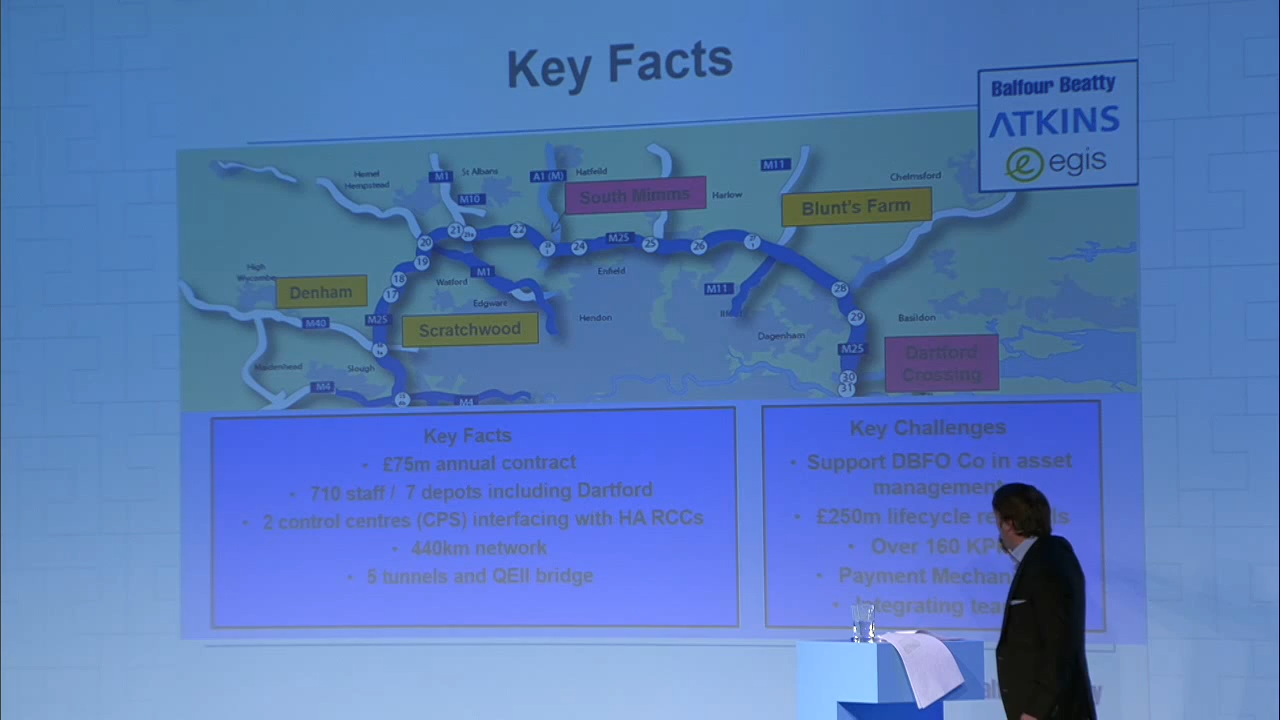 Key Facts
Balfour Beatty
ATKINS
egis
Hemel
Hempstead
M1
St Albans
M10
A1 (M)
Hatfeild
South Mimms
Harlow
M11
Blunt's Farm
Chelmsford
20
21
21a
22
24
M25
25
26
19
18
17
High
Denham
Watford
M1
Enfield
M11
28
Edgware
Scratchwood
Hendon
M40
M25
29
Basildon
Dagenham
M25
Dartford
Crossing
Maidenhead
Slough
M4
M4
30
31
Key Facts
• £75m annual contract
• 710 staff / 7 depots including Dartford
• 2 control centres (CPS) interfacing with HA RCCs
• 440km network
• 5 tunnels and QEII bridge
Key Challenges
• Support DBFO Co in asset
management
• £250m lifecycle
• Over 160
• Payment
• Integrating